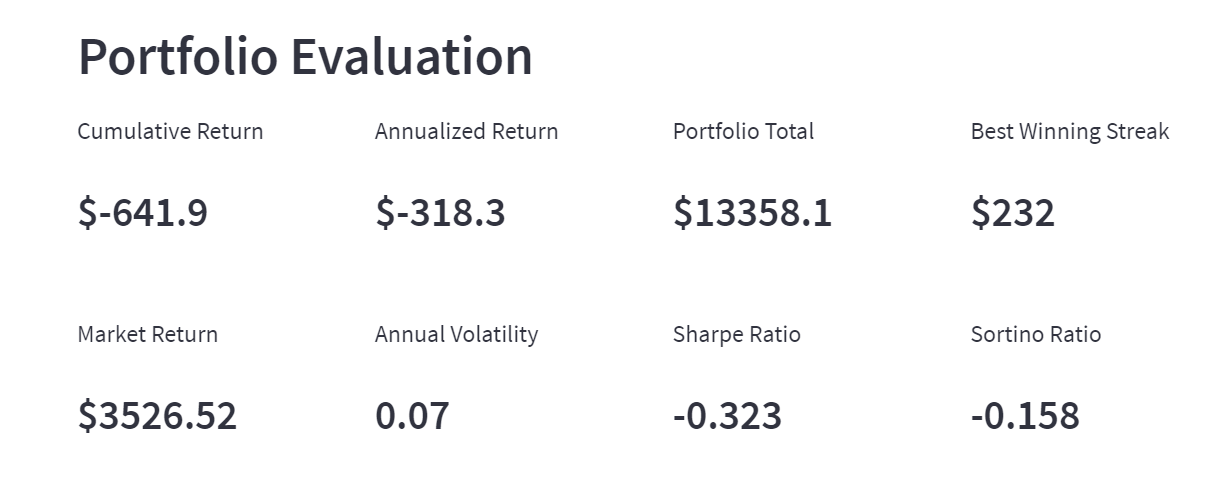 Portfolio Evaluation
Cumulative Return
$-641.9
Annualized Return
$-318.3
Portfolio Total
$13358.1
Best Winning Streak
$232
Market Return
$3526.52
Annual Volatility
0.07
Sharpe Ratio
-0.323
Sortino Ratio
-0.158